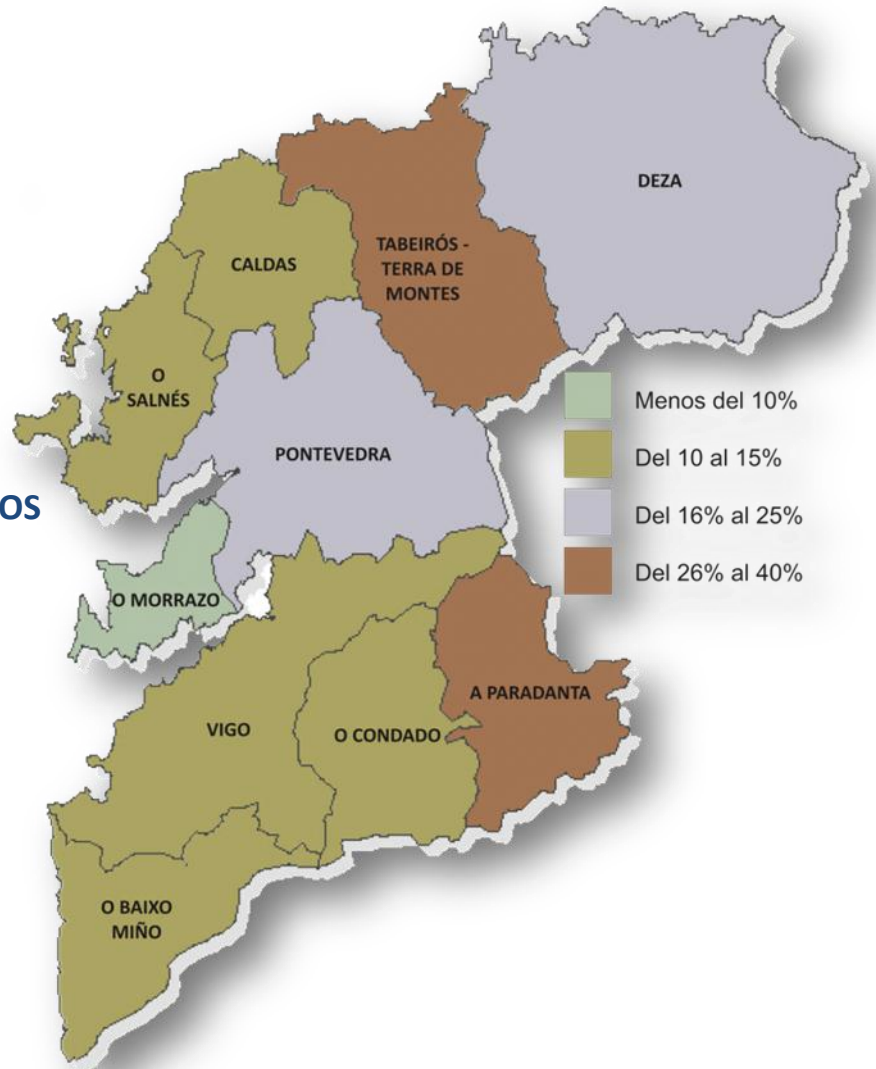 DEZA
TABEIRÓS -
TERRA DE
MONTES
CALDAS
O
SALNÉS
Menos del 10%
Del 10 al 15%
Del 16% al 25%
Del 26% al 40%
PONTEVEDRA
OS
O MORRAZO
A PARADANTA
VIGO
O CONDADO
O BAIXO
MIÑO